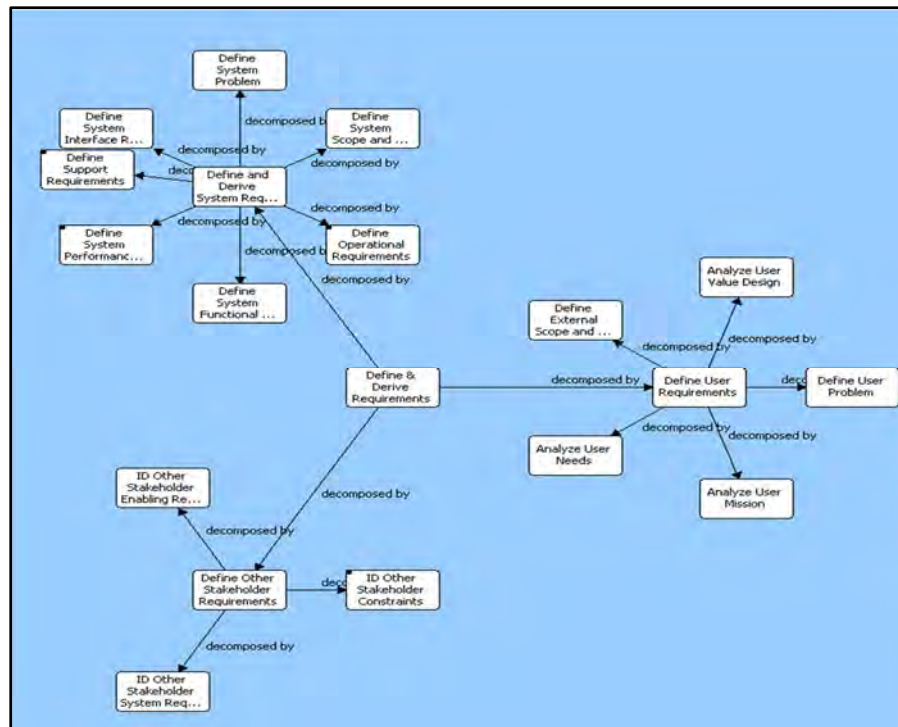 Define
System
Problem
decomposed b
Define
System
Interface R...
Define
System
Scope and ...
decomposed by
decomposed by
Define
Support
Requirements
deco
Define and
Derive
System Req...
decomposed by
decomposed by
Define
System
Performanc...
Define
Operational
Requirements
decomposed b
decomposed by
Define
System
Functional ...
Analyze User
Value Design
Define
External
Scope and ...
decomposed by
decomposed by
Define &
Derive
Requirements
decomposed by
Define User
Requirements
deco
Define User
Problem
decomposed by
decomposed by
Analyze User
Needs
Analyze User
Mission
decomposed by
ID Other
Stakeholder
Enabling Re...
decomposed by
Define Other
Stakeholder
Requirements
deco
ID Other
Stakeholder
Constraints
decomposed by
ID Other
Stakeholder
System Req...